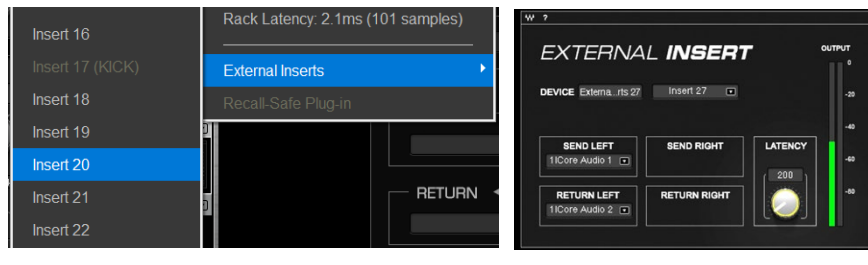 Insert 16
Insert 17 (KICK)
Insert 18
Insert 19
Insert 20
Insert 21
Insert 22
Rack Latency: 2.1ms (101 samples)
External Inserts
Recall-Safe Plug-in
RETURN
W ?
EXTERNAL INSERT
OUTPUT
DEVICE Externa...rts 27 Insert 27
SEND LEFT SEND RIGHT LATENCY
1ICore Audio 1
200
RETURN LEFT RETURN RIGHT
1ICore Audio 2
0
-20
-40
-60
-80